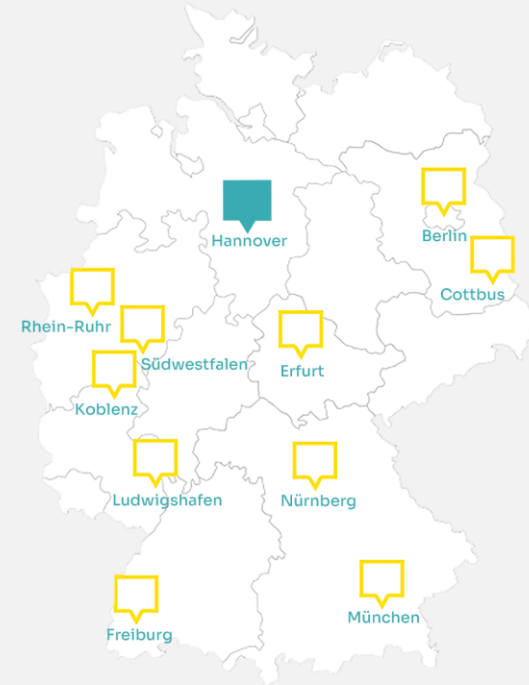 Hannover
Berlin
Cottbus
Rhein-Ruhr
Südwestfalen
Erfurt
Koblenz
Ludwigshafen
Nürnberg
München
Freiburg